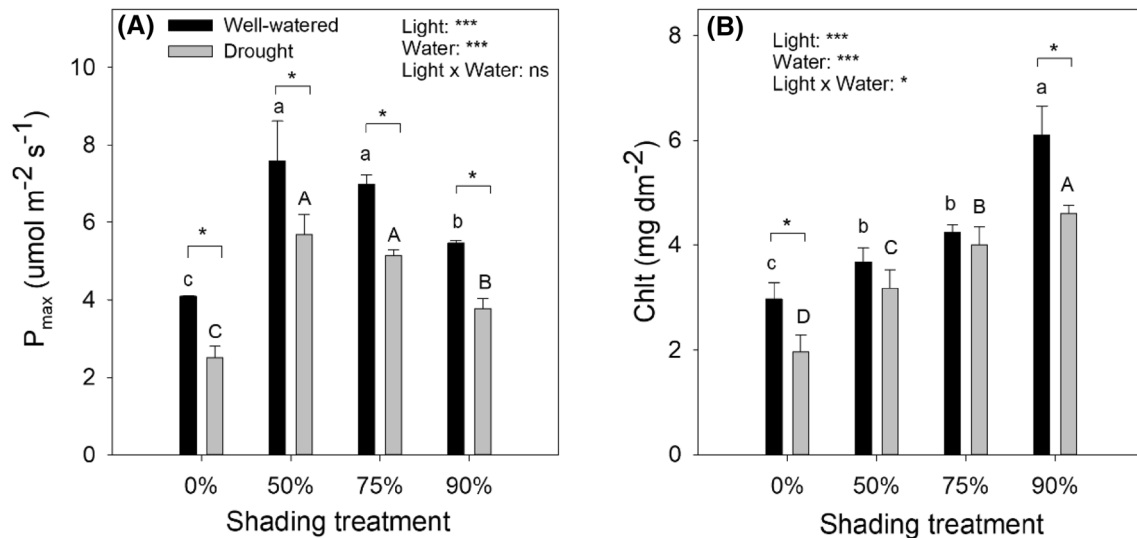 (A)
Well-watered
Drought
Light: ***
Water: ***
Light x Water: ns
10
8
6
4
2
0
P_max (umol m⁻² s⁻¹)
*
*
*
*
c
C
a
A
a
A
b
B
0%
50%
75%
90%
Shading treatment
(B)
Light: ***
Water: ***
Light x Water: *
8
6
4
2
0
Chlt (mg dm⁻²)
*
*
c
D
b
C
b
B
a
A
0%
50%
75%
90%
Shading treatment